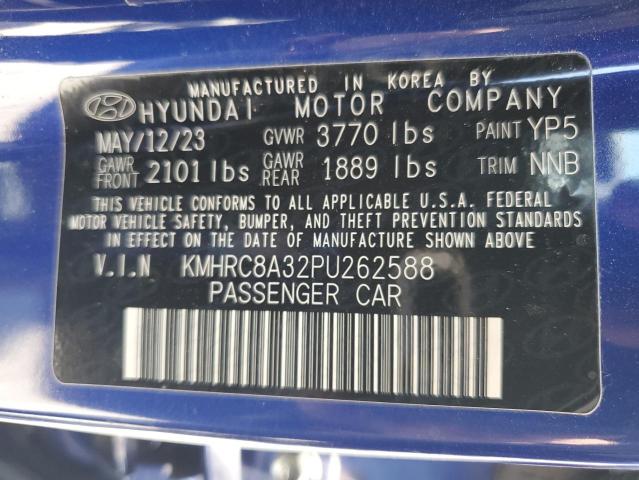 MANUFACTURED IN KOREA BY
HYUNDAI MOTOR COMPANY
MAY/12/23 GVWR 3770 lbs PAINT YP5
GAWR FRONT 2101 lbs GAWR REAR 1889 lbs TRIM NNB
THIS VEHICLE CONFORMS TO ALL APPLICABLE U.S.A. FEDERAL
MOTOR VEHICLE SAFETY, BUMPER, AND THEFT PREVENTION STANDARDS
IN EFFECT ON THE DATE OF MANUFACTURE SHOWN ABOVE
V.I.N KMHRC8A32PU262588
PASSENGER CAR